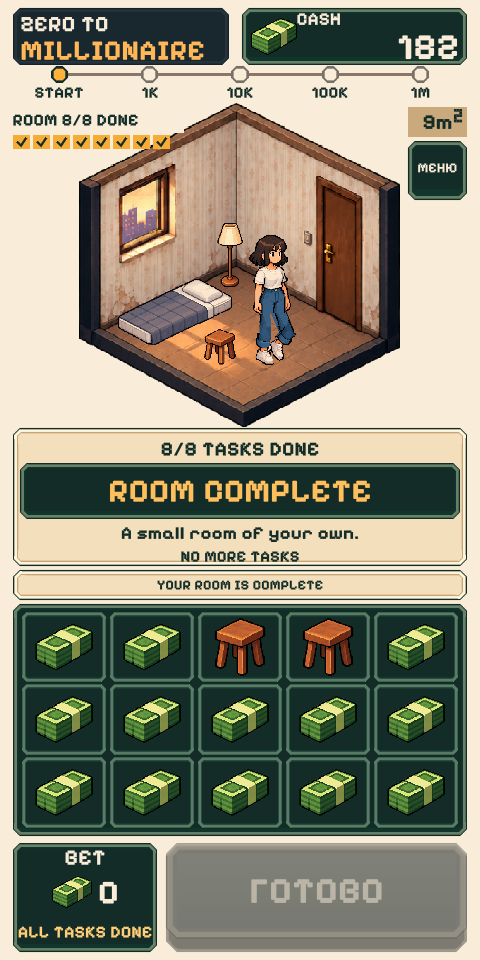 ZERO TO
MILLIONAIRE
CASH
182
START 1K 10K 100K 1M
ROOM 8/8 DONE
9m²
МЕНЮ
8/8 TASKS DONE
ROOM COMPLETE
A small room of your own.
NO MORE TASKS
YOUR ROOM IS COMPLETE
BET
0
ALL TASKS DONE
ГОТОВО